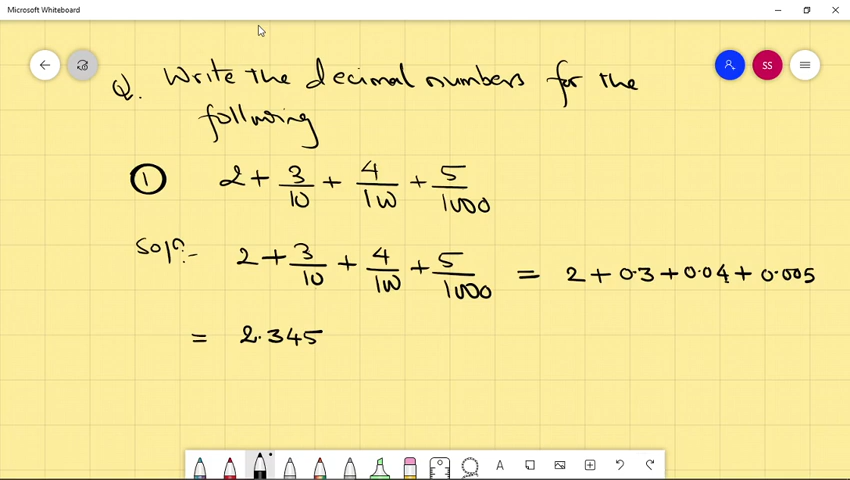 Microsoft Whiteboard
SS
Q. Write the decimal numbers for the
following
1 2 + 3/10 + 4/100 + 5/1000
Soln:- 2 + 3/10 + 4/100 + 5/1000 = 2 + 0.3 + 0.04 + 0.005
= 2.345
A